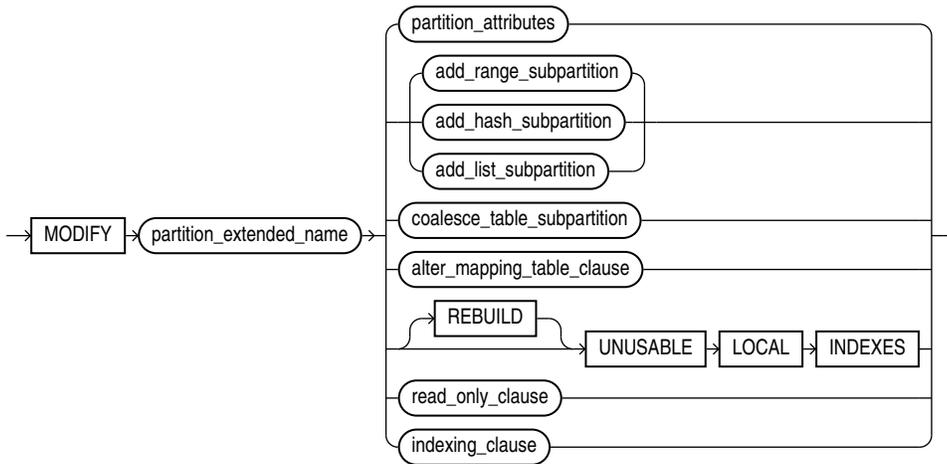 partition_attributes
add_range_subpartition
add_hash_subpartition
add_list_subpartition
coalesce_table_subpartition
MODIFY partition_extended_name
alter_mapping_table_clause
REBUILD
UNUSABLE LOCAL INDEXES
read_only_clause
indexing_clause